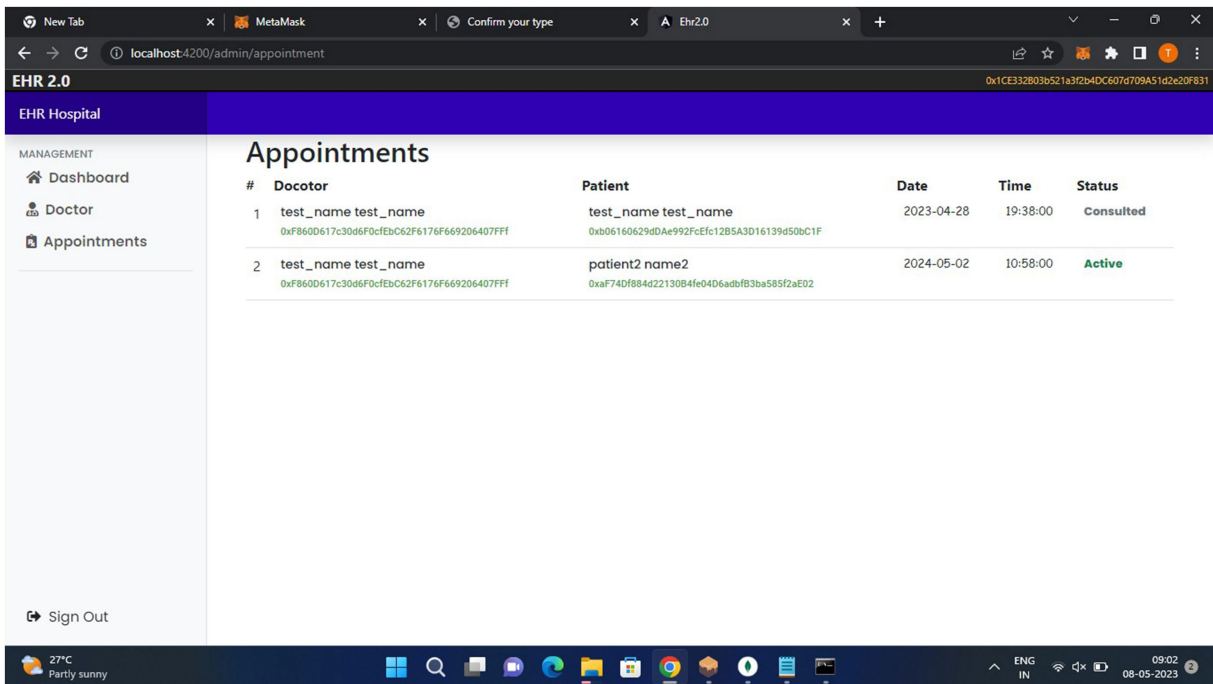 New Tab
MetaMask
Confirm your type
Ehr2.0
localhost:4200/admin/appointment
T
EHR 2.0
0x1CE332B03b521a3f2b4DC607d709A51d2e20F831
EHR Hospital
MANAGEMENT
Dashboard
Doctor
Appointments
Appointments
# Docotor Patient Date Time Status
1 test_name test_name test_name test_name 2023-04-28 19:38:00 Consulted
0xF860D617c30d6F0cfEbC62F6176F669206407FFf 0xb06160629dDAe992FcEfc12B5A3D16139d50bC1F
2 test_name test_name patient2 name2 2024-05-02 10:58:00 Active
0xF860D617c30d6F0cfEbC62F6176F669206407FFf 0xaF74Df884d22130B4fe04D6adbfB3ba585f2aE02
Sign Out
27°C
Partly sunny
ENG
IN
09:02
08-05-2023
2